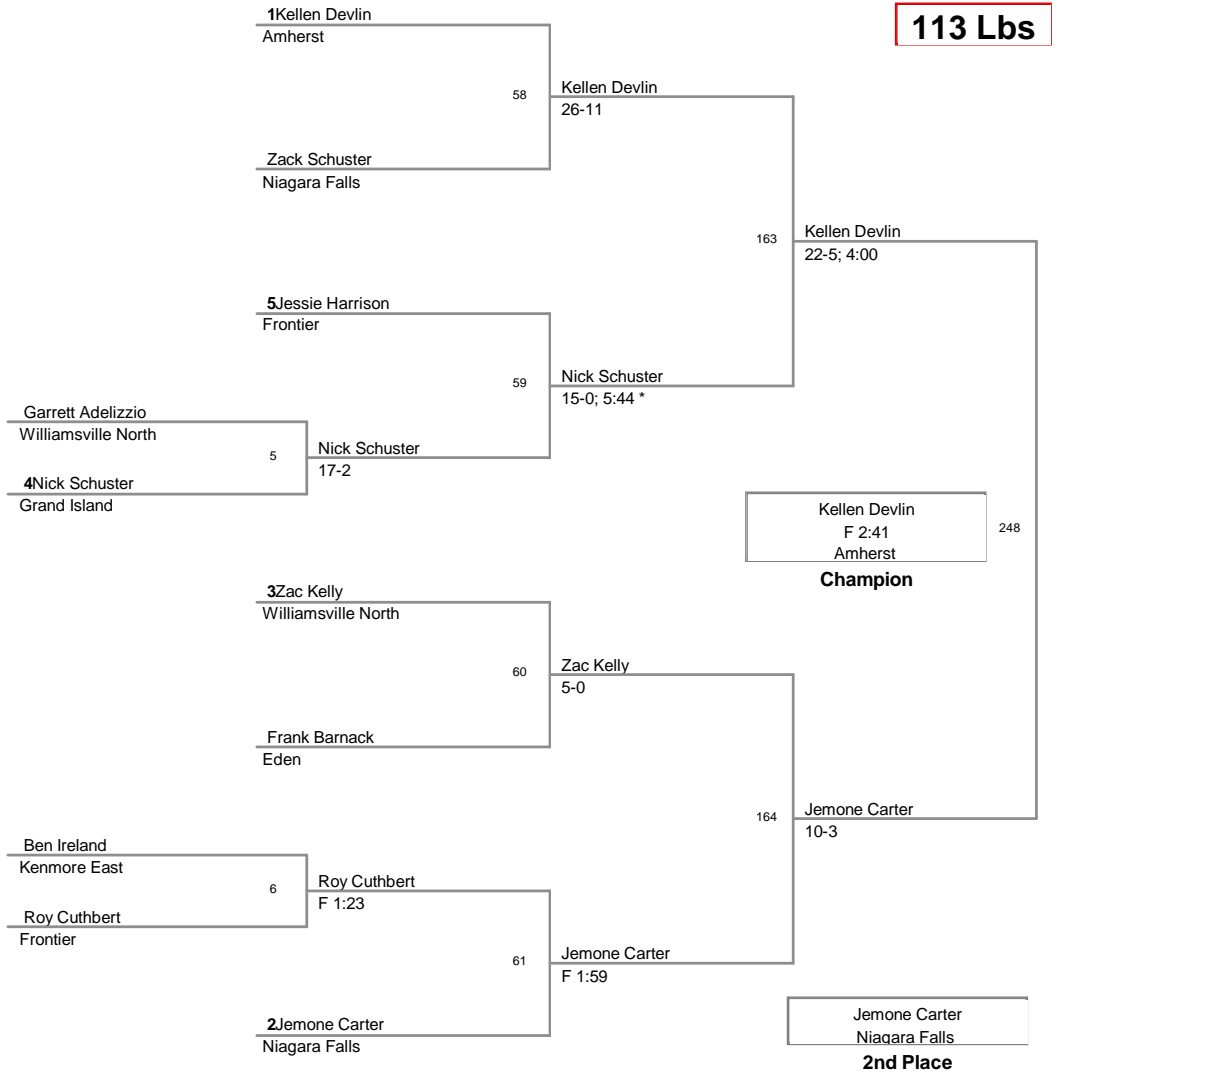 113 Lbs
1Kellen Devlin
Amherst
58
Kellen Devlin
26-11
Zack Schuster
Niagara Falls
163
Kellen Devlin
22-5; 4:00
5Jessie Harrison
Frontier
59
Nick Schuster
15-0; 5:44 *
Garrett Adelizzio
Williamsville North
5
Nick Schuster
17-2
4Nick Schuster
Grand Island
Kellen Devlin
F 2:41
Amherst
248
Champion
3Zac Kelly
Williamsville North
60
Zac Kelly
5-0
Frank Barnack
Eden
164
Jemone Carter
10-3
Ben Ireland
Kenmore East
6
Roy Cuthbert
F 1:23
Roy Cuthbert
Frontier
61
Jemone Carter
F 1:59
2Jemone Carter
Niagara Falls
Jemone Carter
Niagara Falls
2nd Place